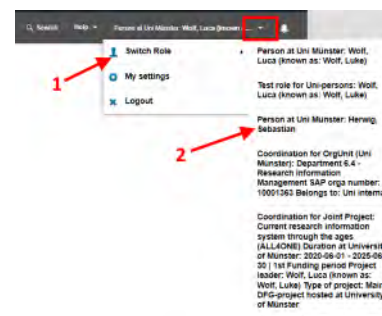 Search Help Person at Uni Münster: Wolf, Luca (known ...
Switch Role
My settings
Logout
1
2
Person at Uni Münster: Wolf,
Luca (known as: Wolf, Luke)
Test role for Uni-persons: Wolf,
Luca (known as: Wolf, Luke)
Person at Uni Münster: Herwig,
Sebastian
Coordination for OrgUnit (Uni
Münster): Department 6.4 -
Research Information
Management SAP orga number:
10001363 Belongs to: Uni interna
Coordination for Joint Project:
Current research information
system through the ages
(ALL4ONE) Duration at Universit
of Münster: 2020-06-01 - 2025-06
30 | 1st Funding period Project
leader: Wolf, Luca (known as:
Wolf, Luke) Type of project: Main
DFG-project hosted at University
of Münster